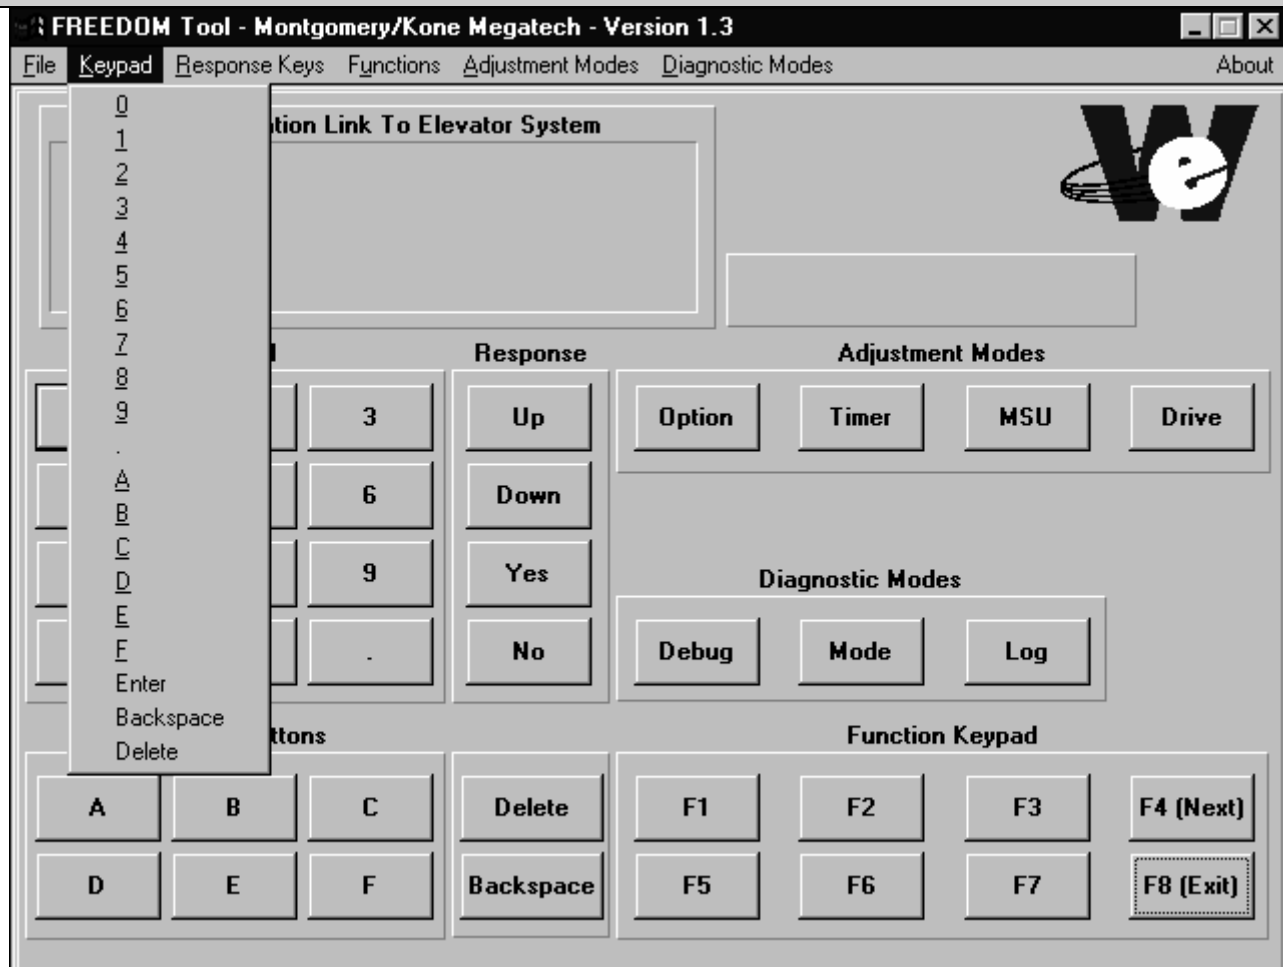 FREEDOM Tool - Montgomery/Kone Megatech - Version 1.3
File Keypad Response Keys Functions Adjustment Modes Diagnostic Modes About
0
1
2
3
4
5
6
7
8
9
.
A
B
C
D
E
F
Enter
Backspace
Delete
Link To Elevator System
We
Response Adjustment Modes
3 Up Option Timer MSU Drive
6 Down
9 Yes Diagnostic Modes
. No Debug Mode Log
Function Keypad
A B C Delete F1 F2 F3 F4 (Next)
D E F Backspace F5 F6 F7 F8 (Exit)